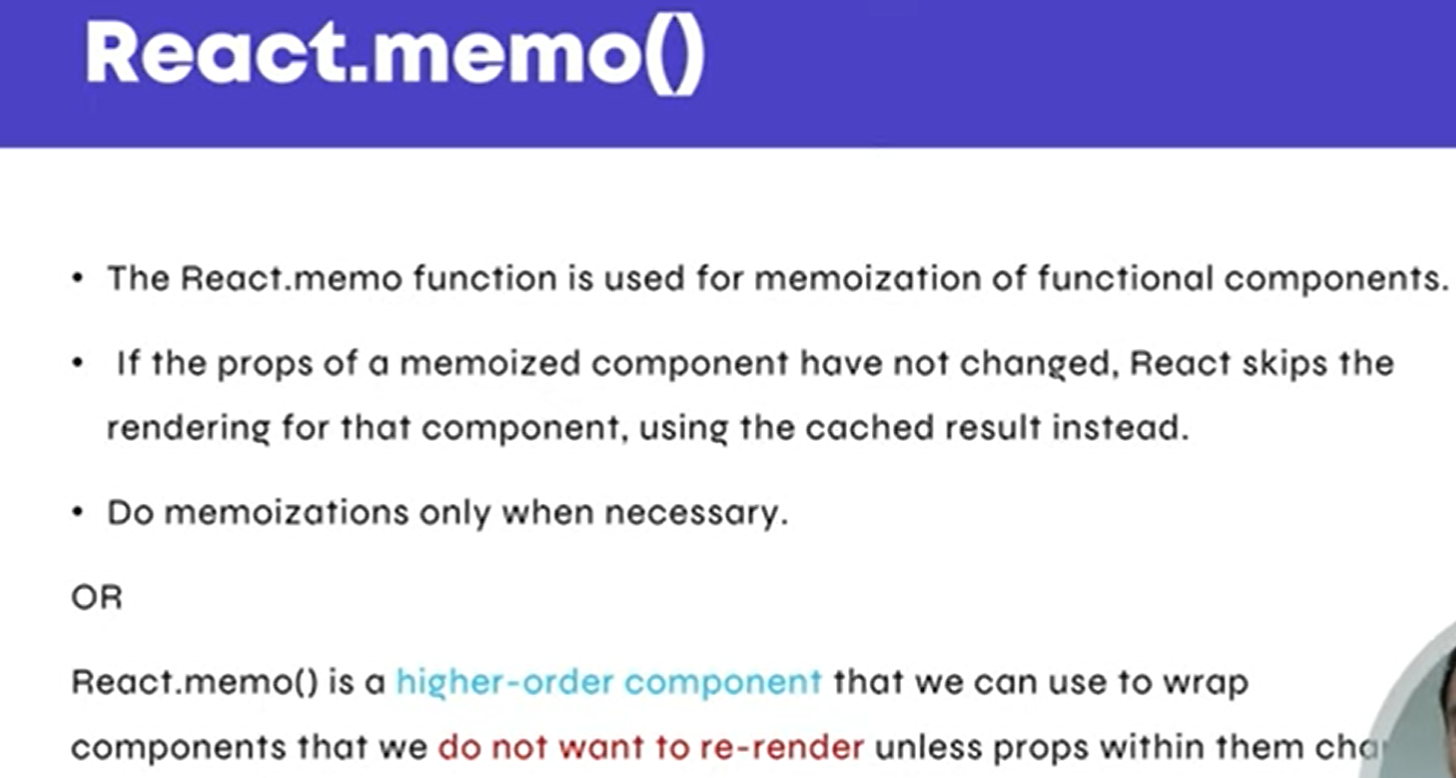 React.memo()
• The React.memo function is used for memoization of functional components.
• If the props of a memoized component have not changed, React skips the
rendering for that component, using the cached result instead.
• Do memoizations only when necessary.
OR
React.memo() is a higher-order component that we can use to wrap
components that we do not want to re-render unless props within them